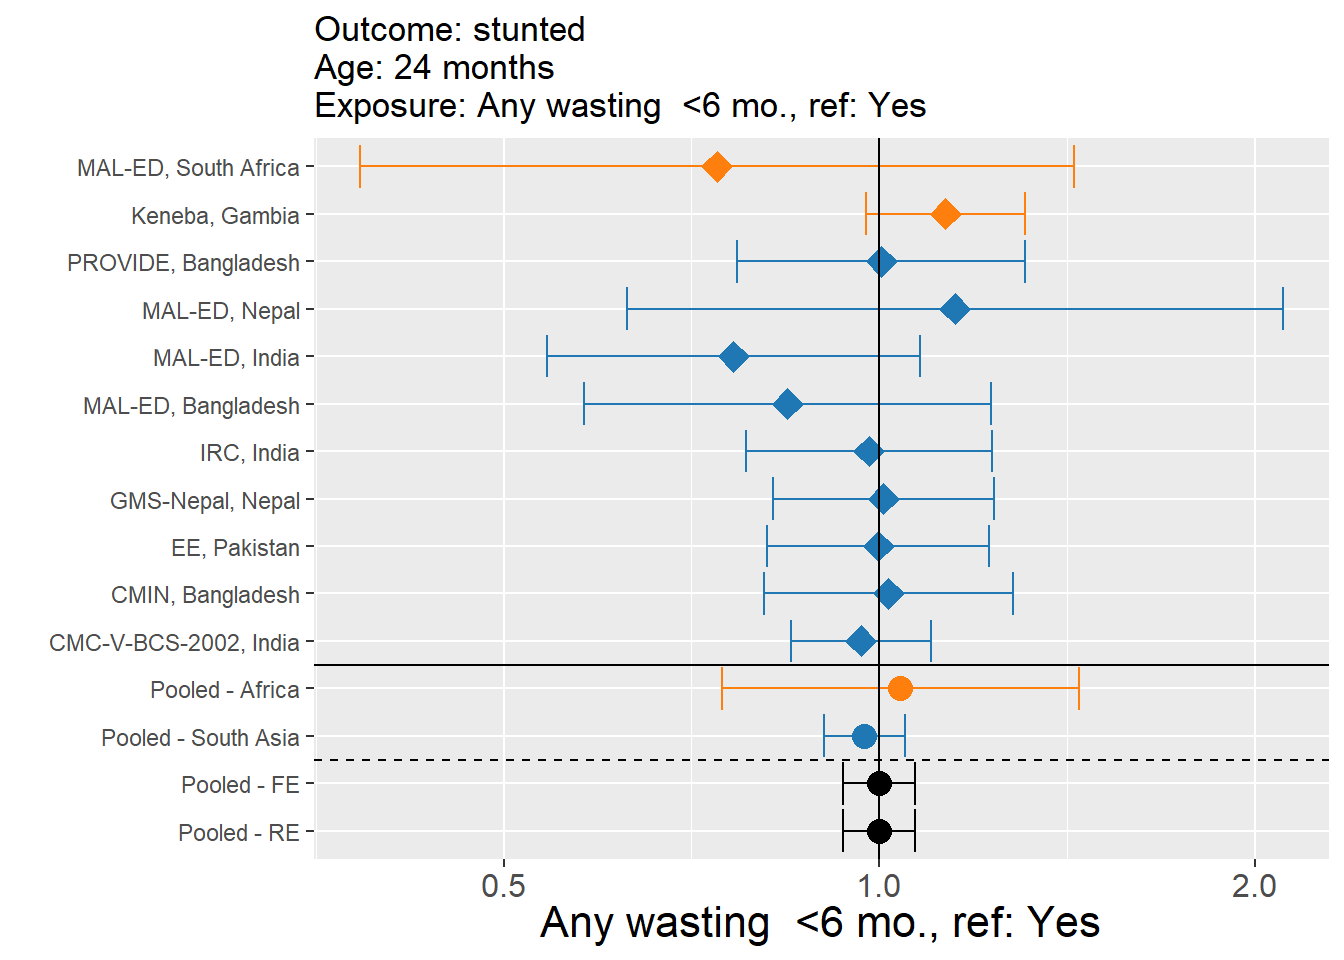 Outcome: stunted
Age: 24 months
Exposure: Any wasting  <6 mo., ref: Yes
MAL-ED, South Africa
Keneba, Gambia
PROVIDE, Bangladesh
MAL-ED, Nepal
MAL-ED, India
MAL-ED, Bangladesh
IRC, India
GMS-Nepal, Nepal
EE, Pakistan
CMIN, Bangladesh
CMC-V-BCS-2002, India
Pooled - Africa
Pooled - South Asia
Pooled - FE
Pooled - RE
0.5 1.0 2.0
Any wasting  <6 mo., ref: Yes